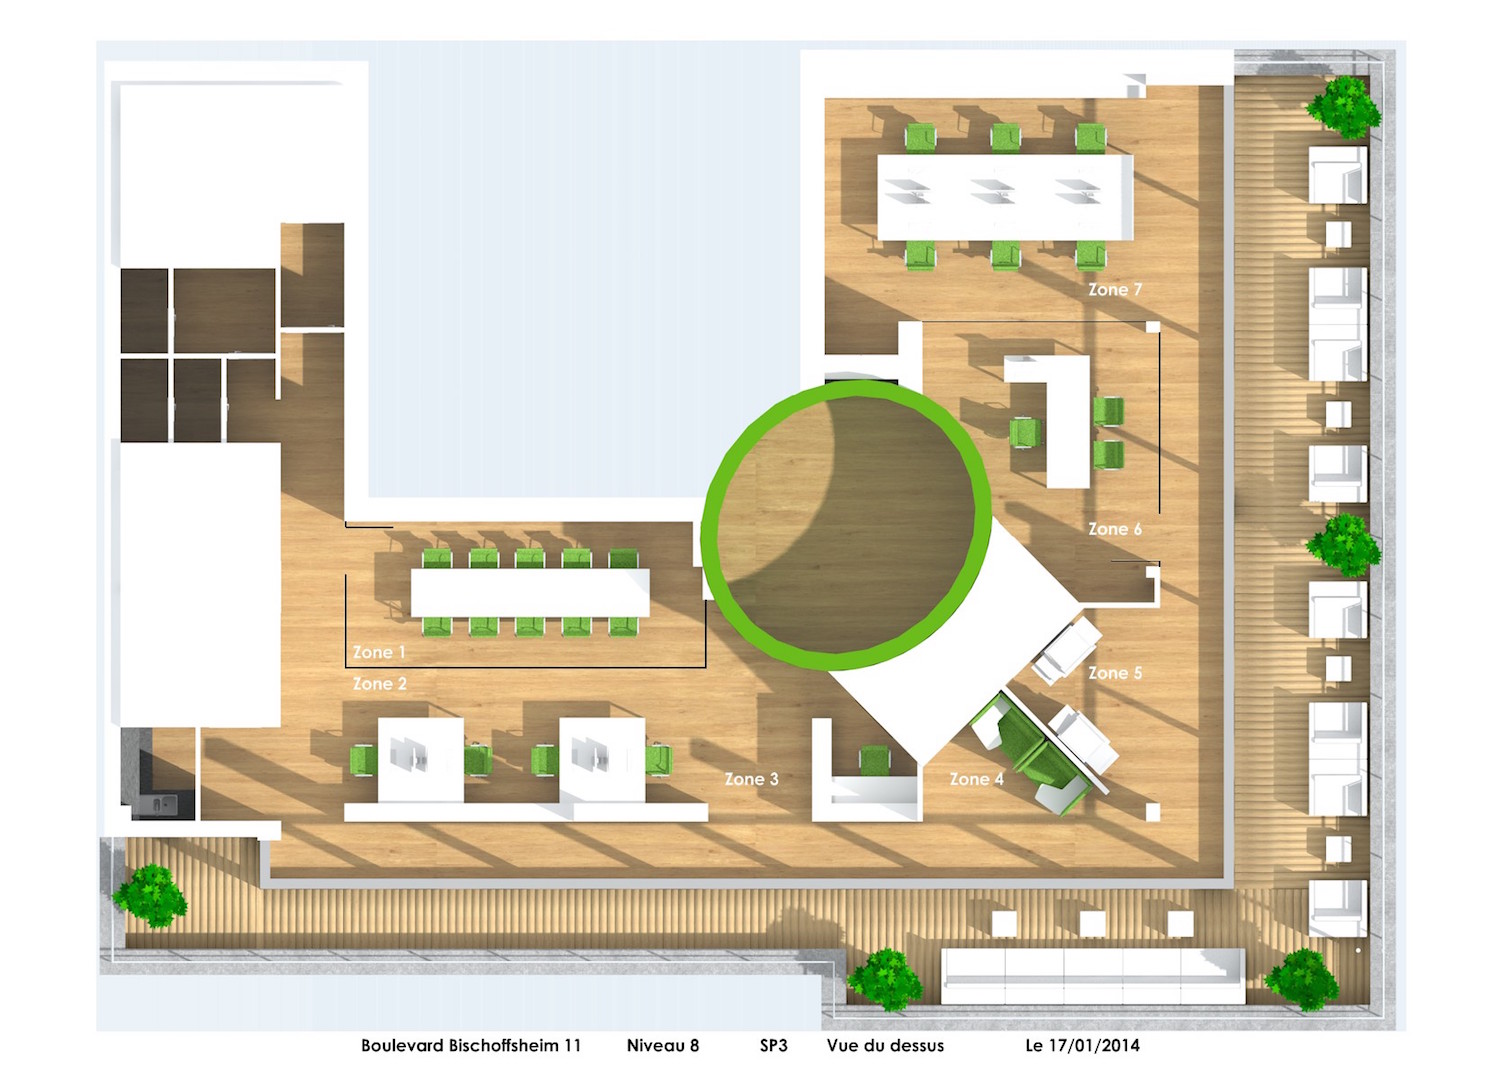 Zone 7
Zone 6
Zone 1
Zone 2
Zone 5
Zone 3
Zone 4
Boulevard Bischoffsheim 11 Niveau 8 SP3 Vue du dessus Le 17/01/2014